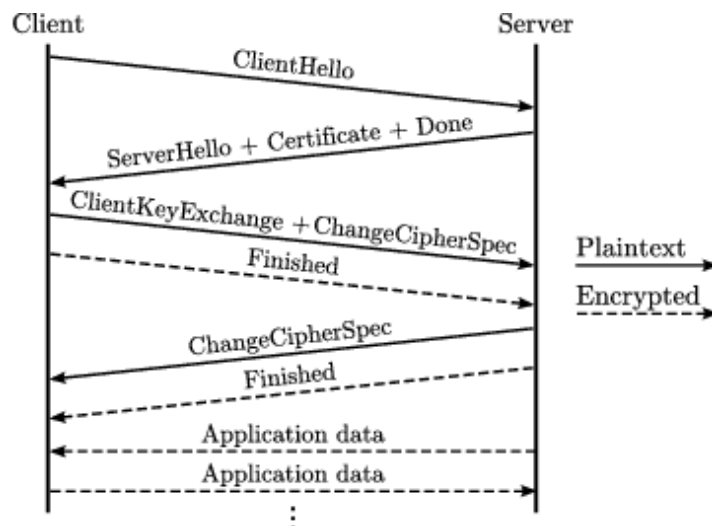 Client
Server
ClientHello
ServerHello + Certificate + Done
ClientKeyExchange +ChangeCipherSpec
Plaintext
Finished
Encrypted
ChangeCipherSpec
Finished
Application data
Application data
⋮